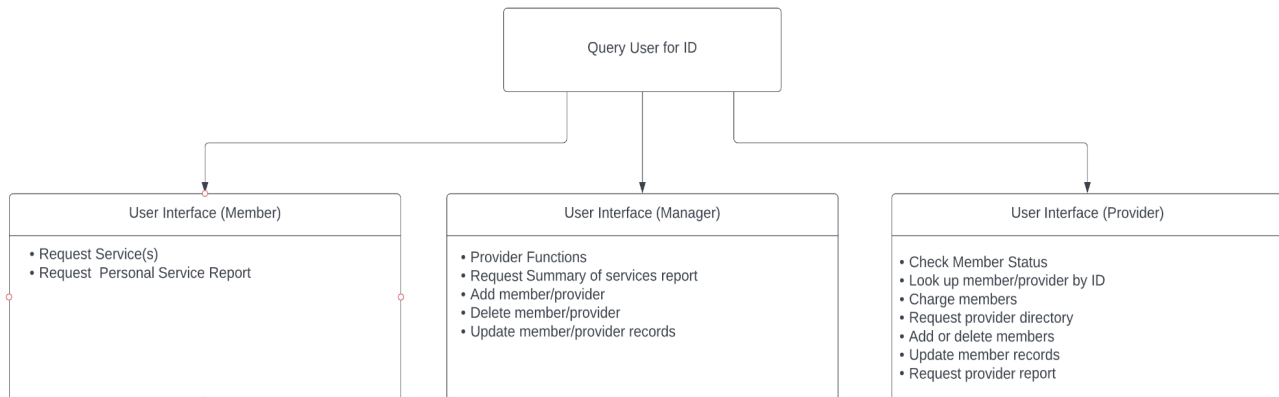 Query User for ID
User Interface (Member)
• Request Service(s)
• Request  Personal Service Report
User Interface (Manager)
• Provider Functions
• Request Summary of services report
• Add member/provider
• Delete member/provider
• Update member/provider records
User Interface (Provider)
• Check Member Status
• Look up member/provider by ID
• Charge members
• Request provider directory
• Add or delete members
• Update member records
• Request provider report